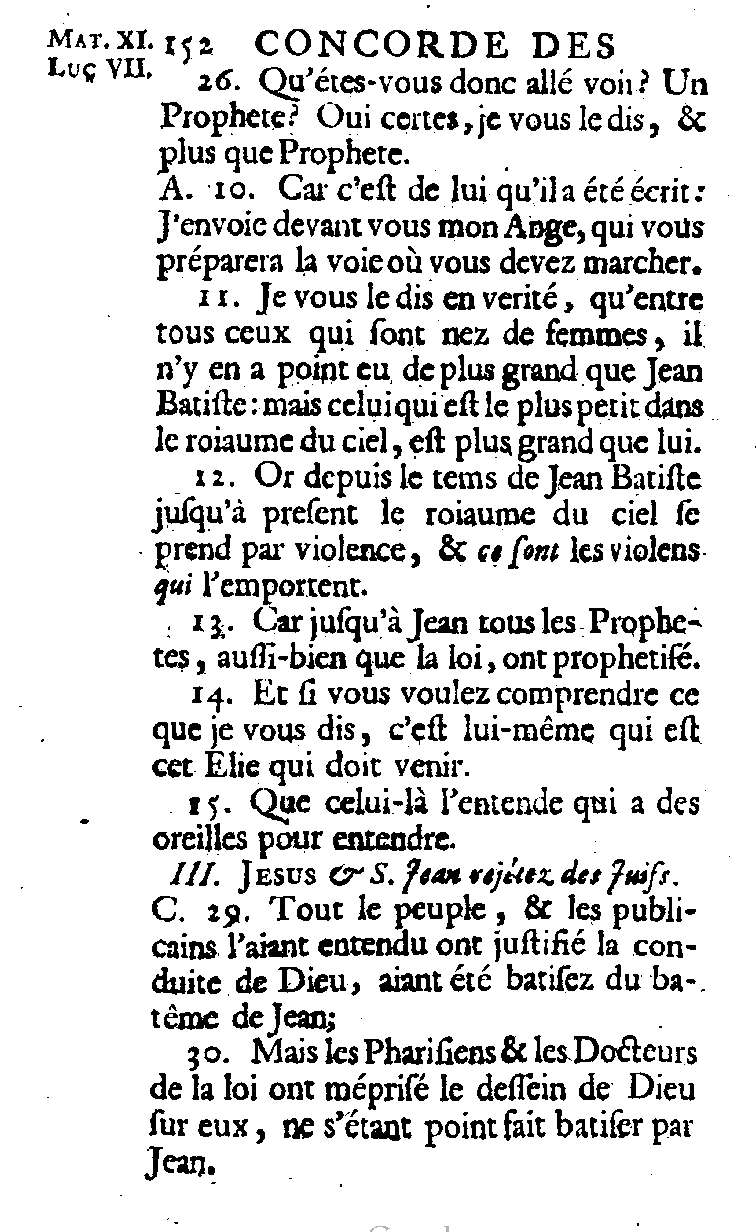 MAT. XI. 152 CONCORDE DES
LUC VII.
26. Qu'étes-vous donc allé voir? Un
Prophete? Oui certes, je vous le dis, &
plus que Prophete.
A. 10. Car c'eſt de lui qu'il a été écrit:
J'envoie devant vous mon Ange, qui vous
préparera la voie où vous devez marcher.
11. Je vous le dis en verité, qu'entre
tous ceux qui ſont nez de femmes, il
n'y en a point eu de plus grand que Jean
Batiſte: mais celui qui eſt le plus petit dans
le roiaume du ciel, eſt plus grand que lui.
12. Or depuis le tems de Jean Batiſte
juſqu'à preſent le roiaume du ciel ſe
prend par violence, & ce ſont les violens
qui l'emportent.
13. Car juſqu'à Jean tous les Prophe-
tes, auſſi-bien que la loi, ont prophetiſé.
14. Et ſi vous voulez comprendre ce
que je vous dis, c'eſt lui-même qui eſt
cet Elie qui doit venir.
15. Que celui-là l'entende qui a des
oreilles pour entendre.
III. JESUS & S. Jean rejétez des Juifs.
C. 29. Tout le peuple, & les publi-
cains l'aiant entendu ont juſtifié la con-
duite de Dieu, aiant été batiſez du ba-
tême de Jean;
30. Mais les Phariſiens & les Docteurs
de la loi ont mépriſé le deſſein de Dieu
ſur eux, ne s'étant point fait batiſer par
Jean.